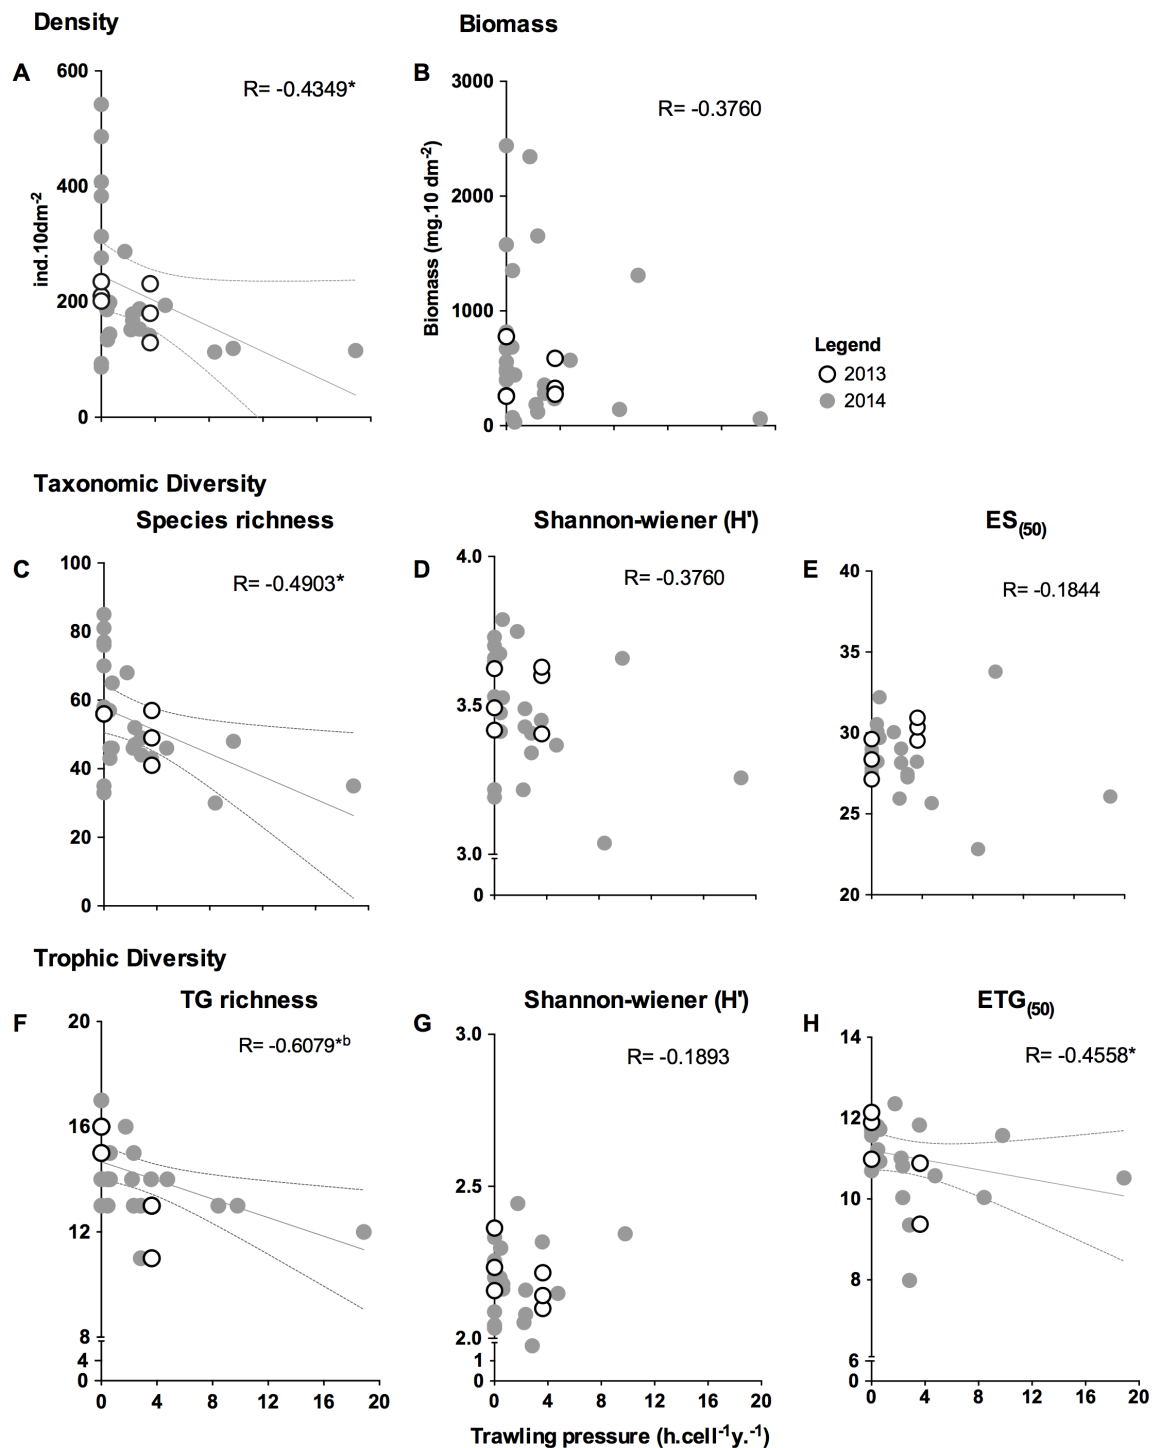 Density
Biomass
A
600
400
200
0
ind.10dm-2
R= -0.4349*
B
3000
2000
1000
0
Biomass (mg.10 dm-2)
R= -0.3760
Legend
2013
2014
Taxonomic Diversity
Species richness
Shannon-wiener (H')
ES(50)
C
100
80
60
40
20
0
R= -0.4903*
D
4.0
3.5
3.0
0
R= -0.3760
E
40
35
30
25
20
R= -0.1844
Trophic Diversity
TG richness
Shannon-wiener (H')
ETG(50)
F
20
16
12
8
4
0
R= -0.6079*b
0 4 8 12 16 20
G
3.0
2.5
2.0
1
0
R= -0.1893
0 4 8 12 16 20
H
14
12
10
8
6
0
R= -0.4558*
0 4 8 12 16 20
Trawling pressure (h.cell-1y.-1)